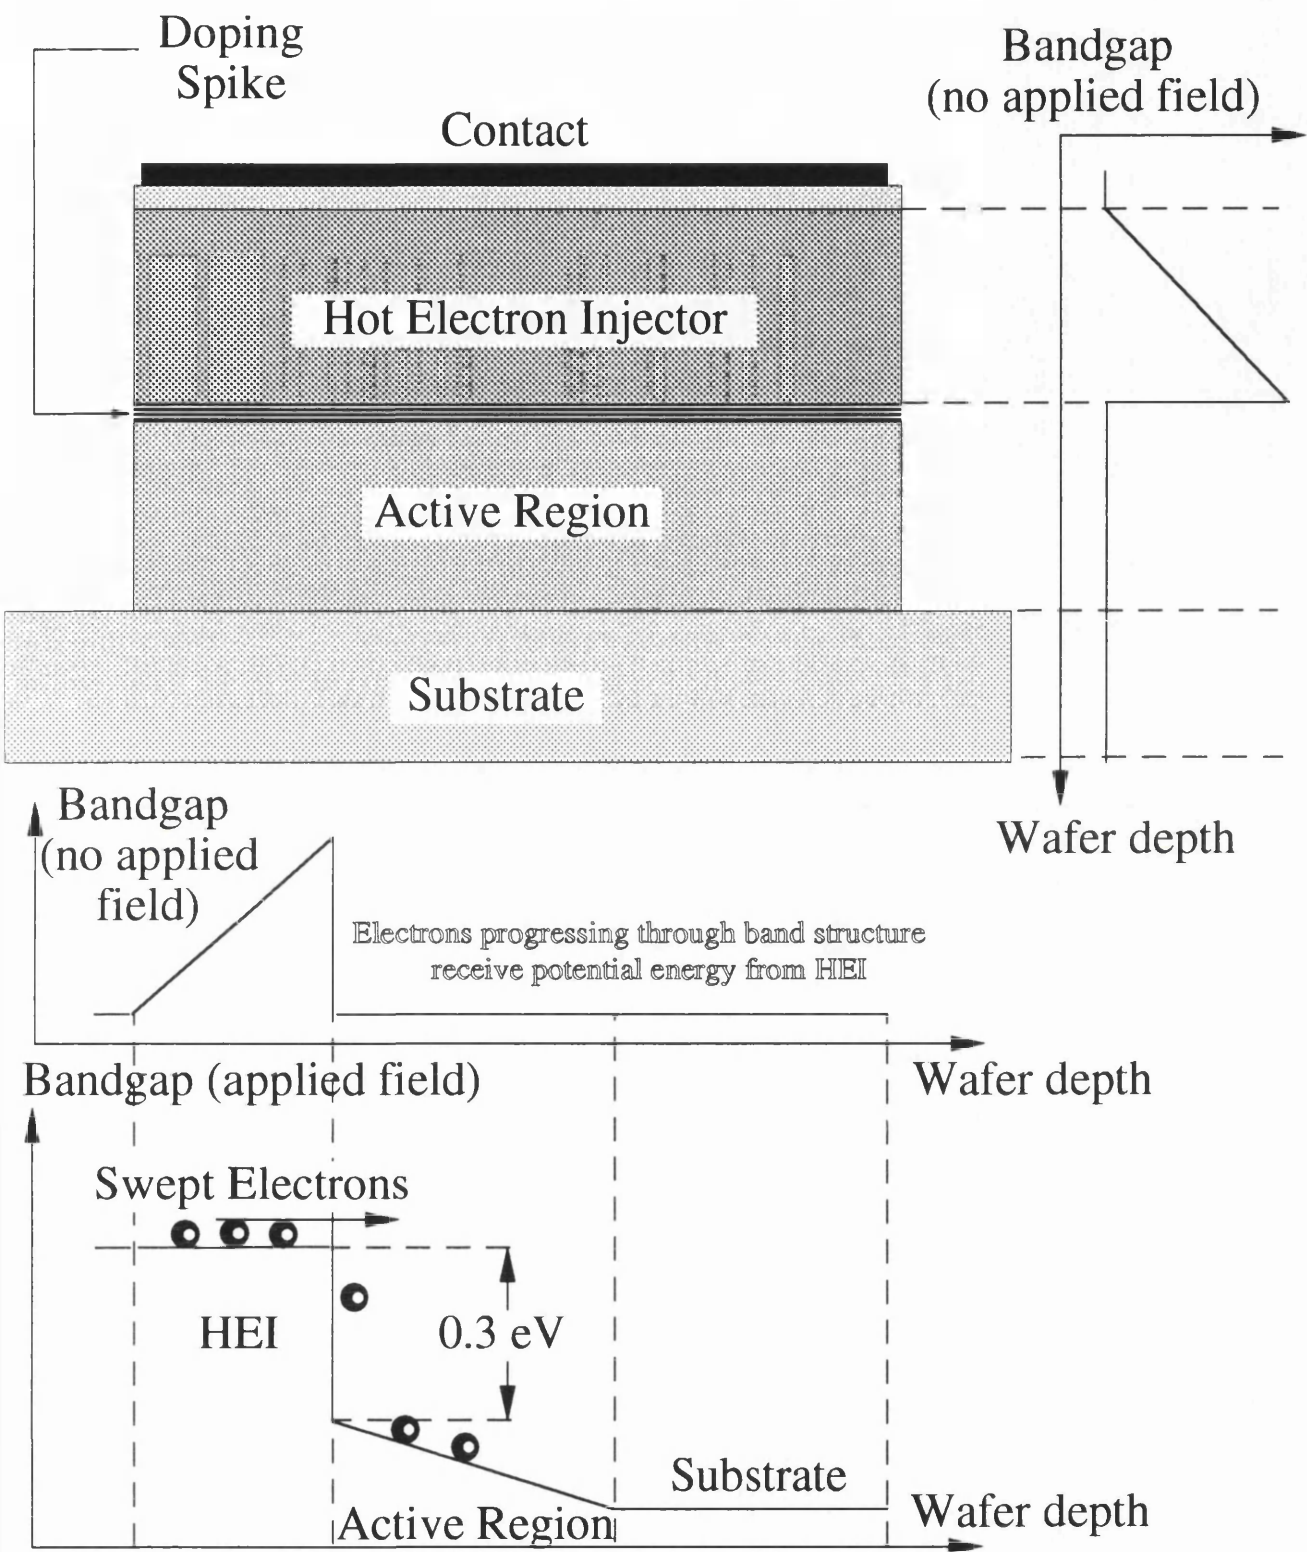 Doping
Spike
Contact
Bandgap
(no applied field)
Hot Electron Injector
Active Region
Substrate
Wafer depth
Bandgap
(no applied
field)
Electrons progressing through band structure
receive potential energy from HEI
Wafer depth
Bandgap (applied field)
Swept Electrons
HEI
0.3 eV
Substrate
Active Region
Wafer depth